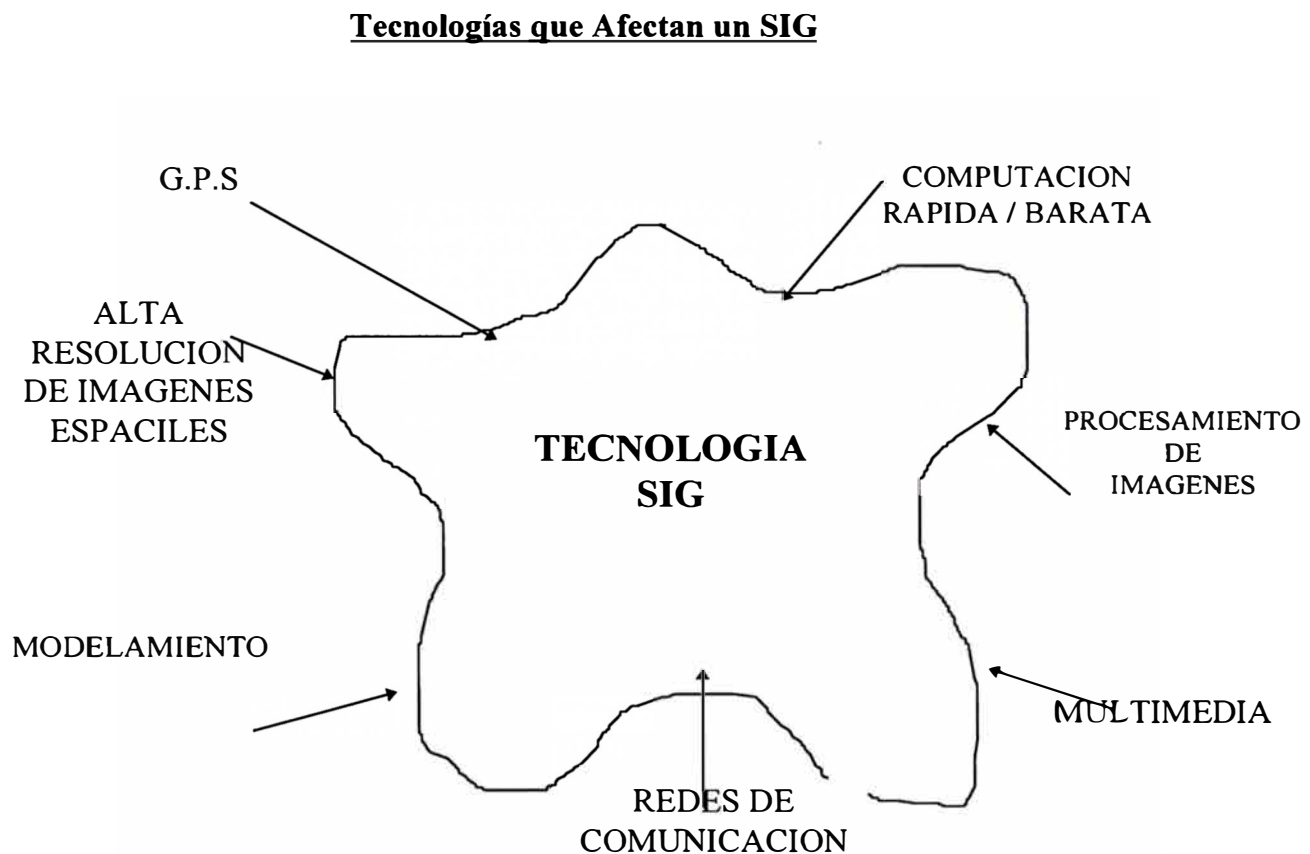 Tecnologías que Afectan un SIG
G.P.S
COMPUTACION
RAPIDA / BARATA
ALTA
RESOLUCION
DE IMAGENES
ESPACILES
TECNOLOGIA
SIG
PROCESAMIENTO
DE
IMAGENES
MODELAMIENTO
MULTIMEDIA
REDES DE
COMUNICACION